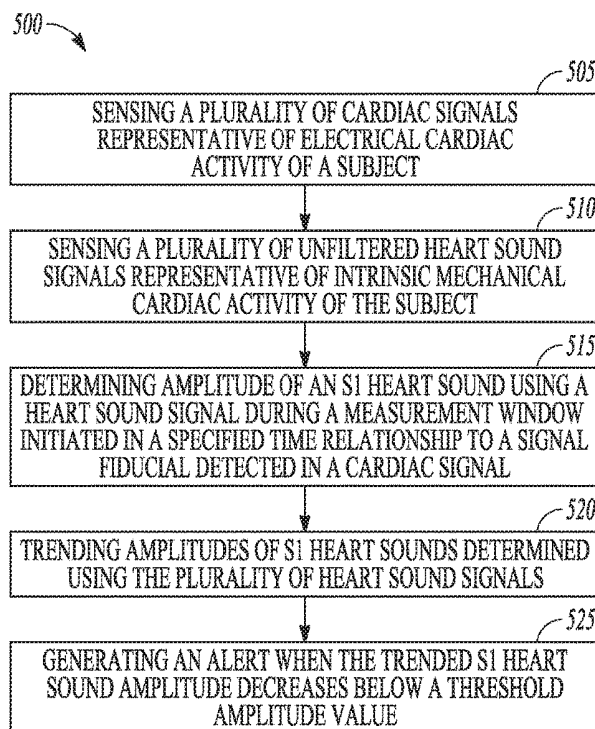 500
505
SENSING A PLURALITY OF CARDIAC SIGNALS
REPRESENTATIVE OF ELECTRICAL CARDIAC
ACTIVITY OF A SUBJECT
510
SENSING A PLURALITY OF UNFILTERED HEART SOUND
SIGNALS REPRESENTATIVE OF INTRINSIC MECHANICAL
CARDIAC ACTIVITY OF THE SUBJECT
515
DETERMINING AMPLITUDE OF AN S1 HEART SOUND USING A
HEART SOUND SIGNAL DURING A MEASUREMENT WINDOW
INITIATED IN A SPECIFIED TIME RELATIONSHIP TO A SIGNAL
FIDUCIAL DETECTED IN A CARDIAC SIGNAL
520
TRENDING AMPLITUDES OF S1 HEART SOUNDS DETERMINED
USING THE PLURALITY OF HEART SOUND SIGNALS
525
GENERATING AN ALERT WHEN THE TRENDED S1 HEART
SOUND AMPLITUDE DECREASES BELOW A THRESHOLD
AMPLITUDE VALUE